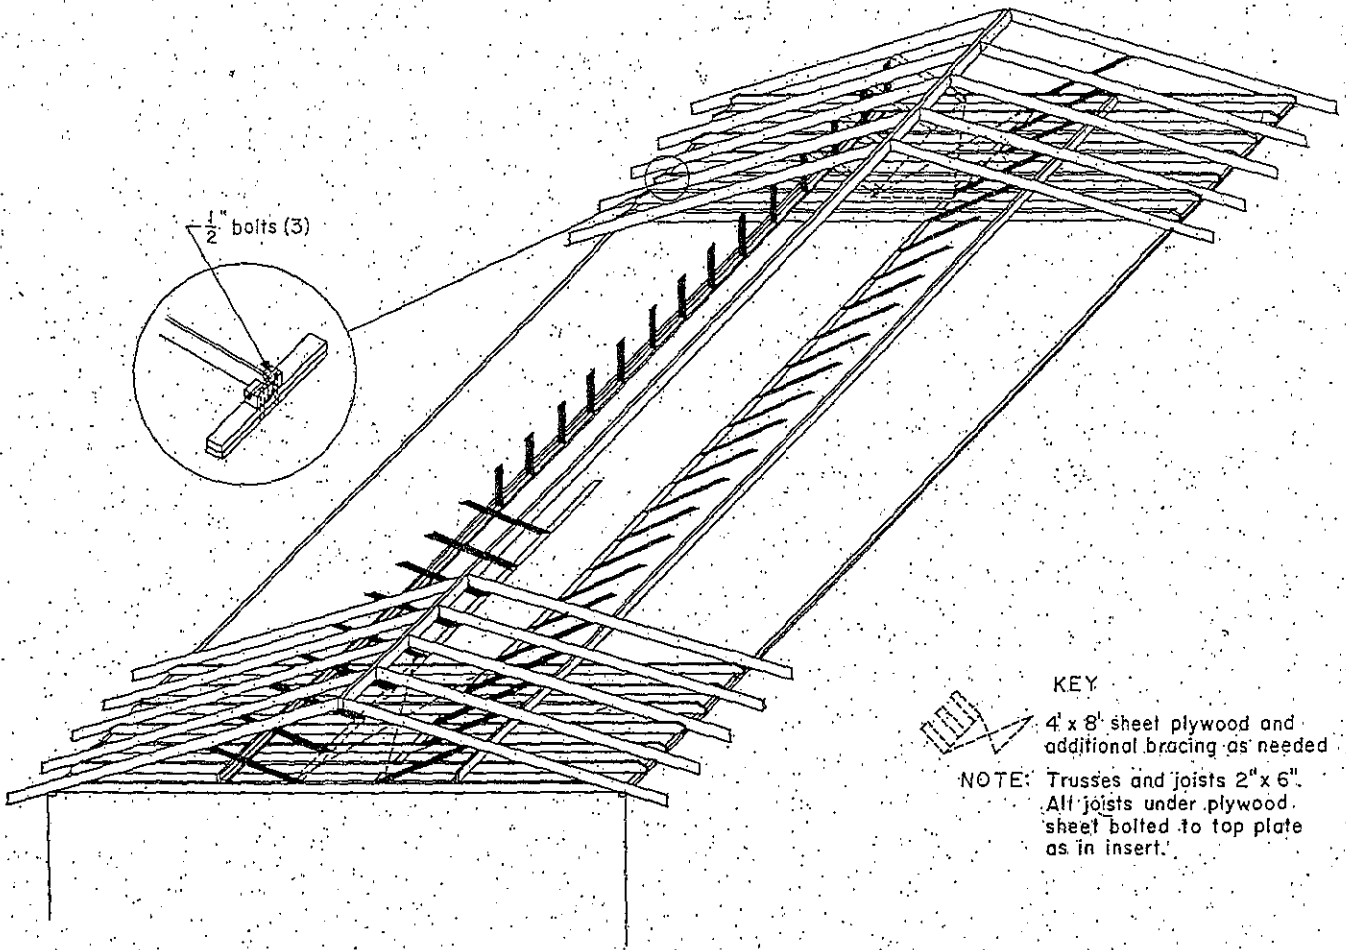 1/2" bolts (3)
KEY
4' x 8' sheet plywood and
additional bracing as needed
NOTE: Trusses and joists 2" x 6".
All joists under plywood
sheet bolted to top plate
as in insert.